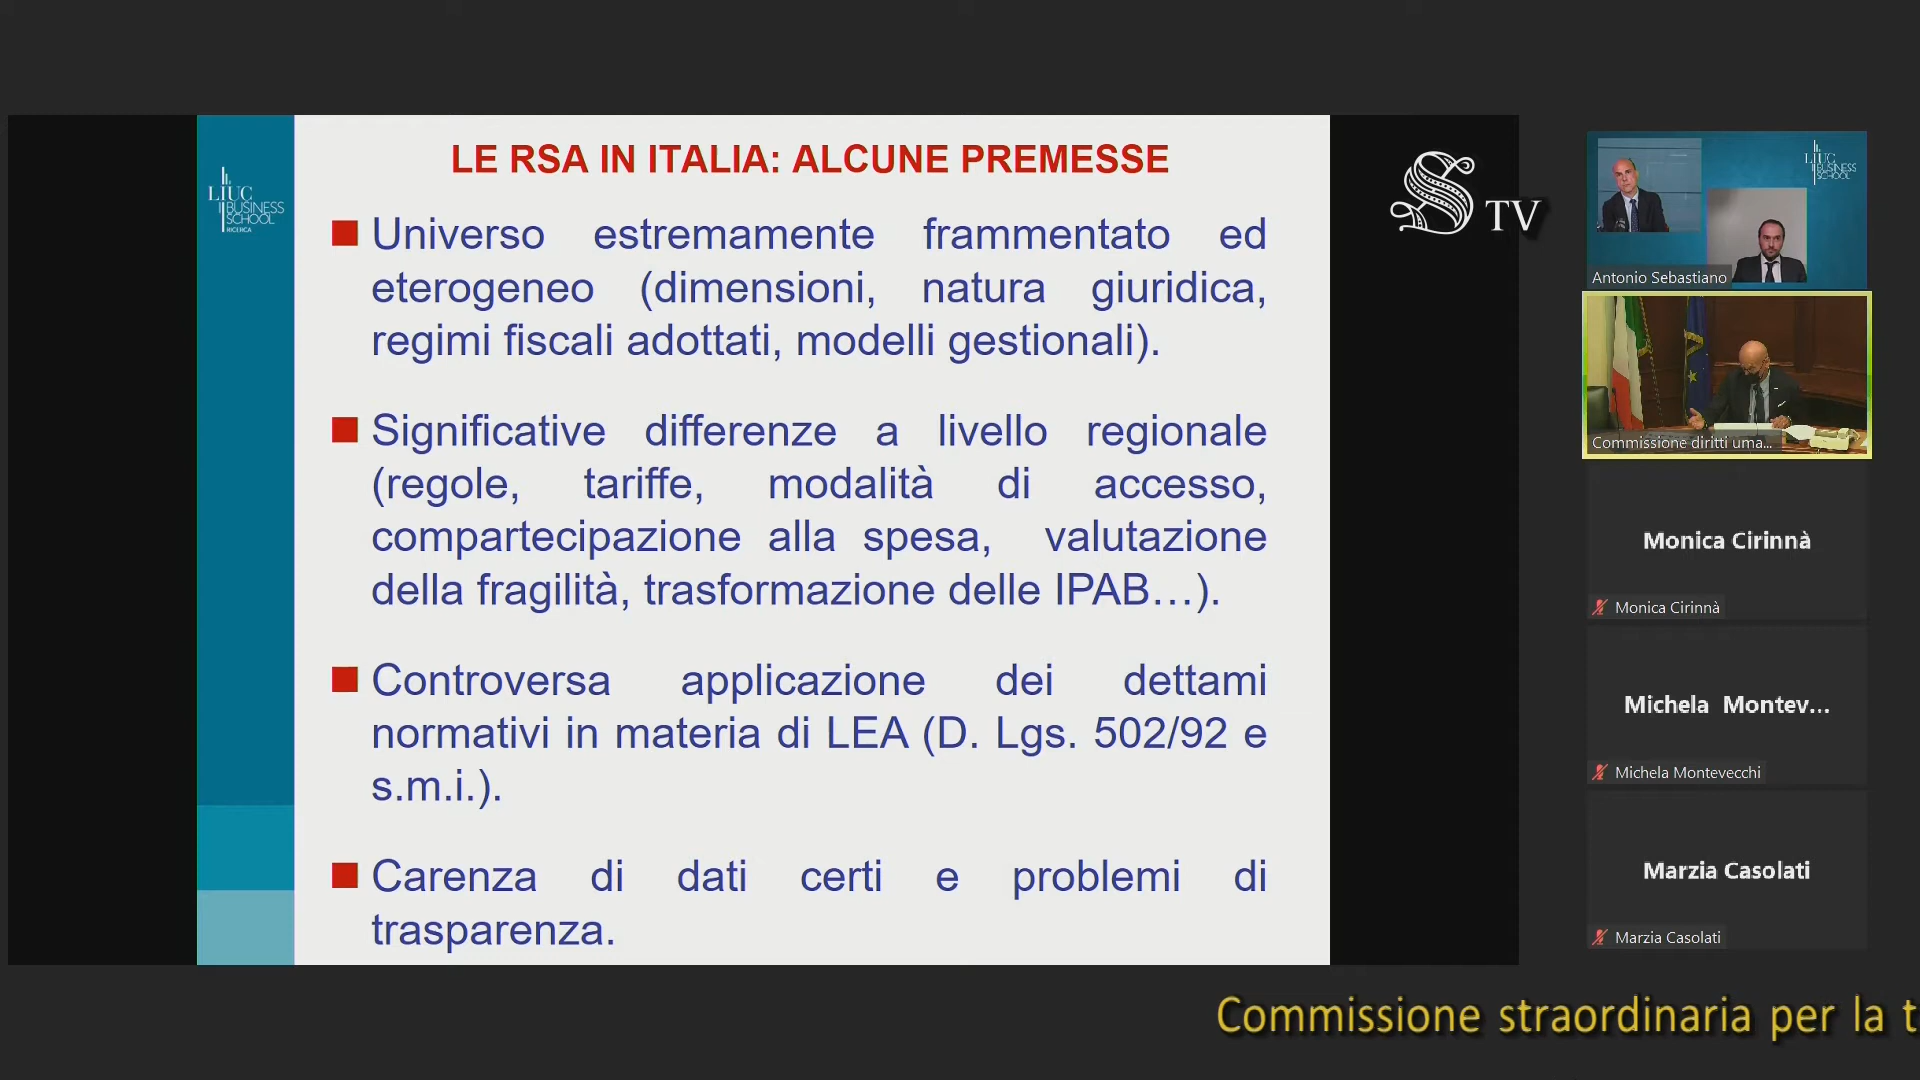 LE RSA IN ITALIA: ALCUNE PREMESSE
LIUC
BUSINESS
SCHOOL
RICERCA
Universo estremamente frammentato ed
eterogeneo (dimensioni, natura giuridica,
regimi fiscali adottati, modelli gestionali).
Significative differenze a livello regionale
(regole, tariffe, modalità di accesso,
compartecipazione alla spesa, valutazione
della fragilità, trasformazione delle IPAB…).
Controversa applicazione dei dettami
normativi in materia di LEA (D. Lgs. 502/92 e
s.m.i.).
Carenza di dati certi e problemi di
trasparenza.
S TV
LIUC
BUSINESS
SCHOOL
Antonio Sebastiano
Commissione diritti uma...
Monica Cirinnà
Monica Cirinnà
Michela Montev...
Michela Montevecchi
Marzia Casolati
Marzia Casolati
Commissione straordinaria per la t